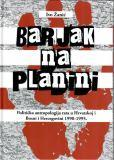 Ivo Žanić
BARJAK
na
PLANINI
Politička antropologija rata u Hrvatskoj i
Bosni i Hercegovini 1990-1995.